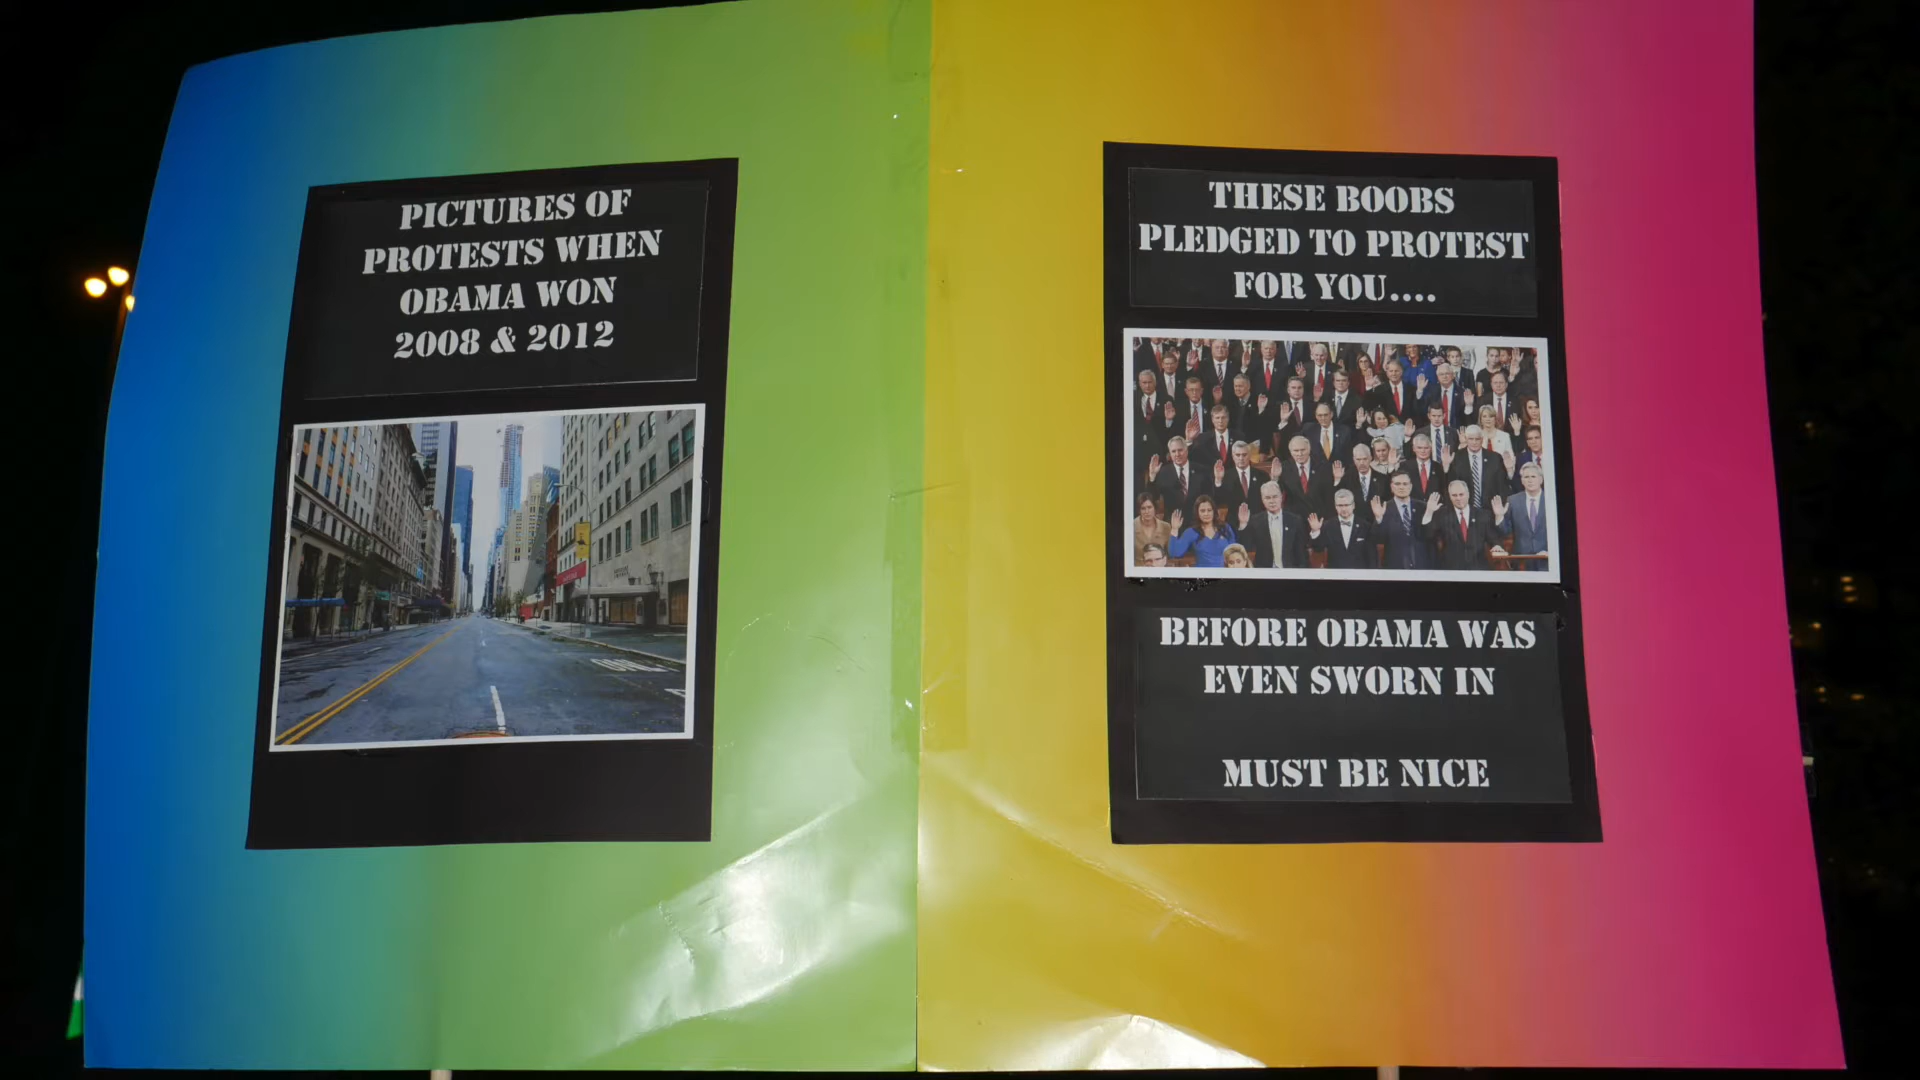 PICTURES OF
PROTESTS WHEN
OBAMA WON
2008 & 2012
THESE BOOBS
PLEDGED TO PROTEST
FOR YOU....
BEFORE OBAMA WAS
EVEN SWORN IN
MUST BE NICE